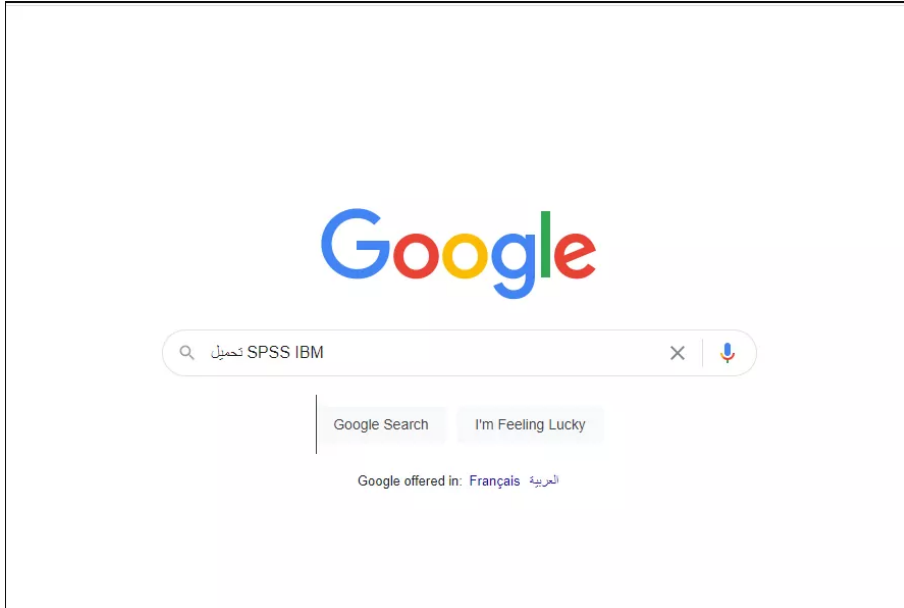 Google
تحميل SPSS IBM
Google Search
I'm Feeling Lucky
Google offered in: Français العربية